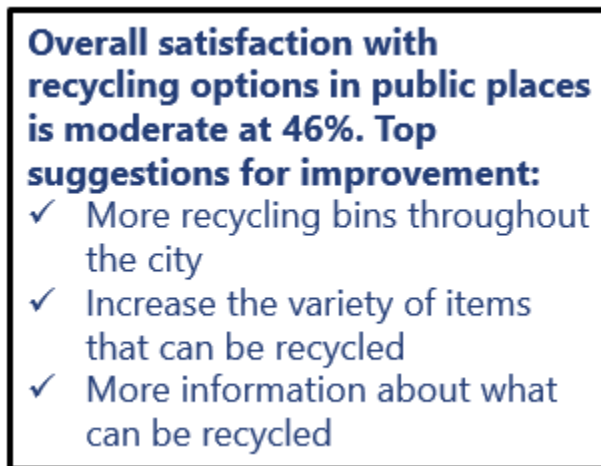 Overall satisfaction with
recycling options in public places
is moderate at 46%. Top
suggestions for improvement:
✓ More recycling bins throughout
the city
✓ Increase the variety of items
that can be recycled
✓ More information about what
can be recycled